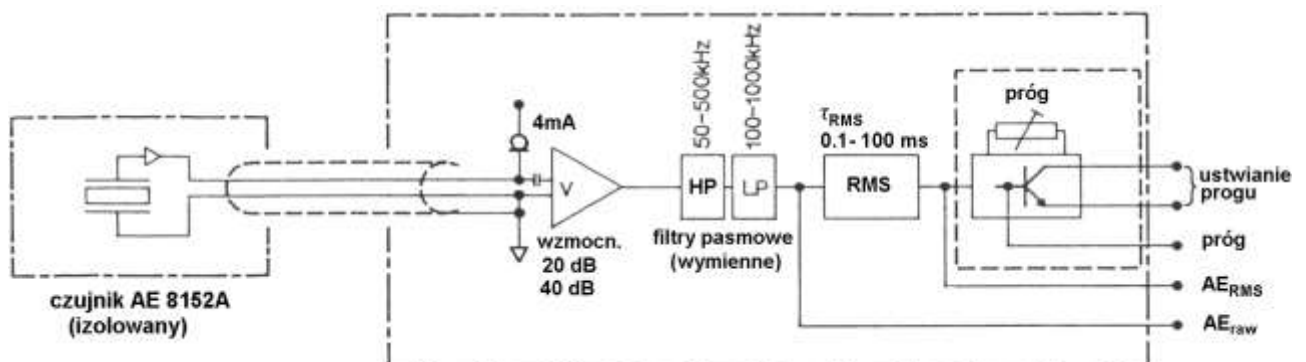 próg
50-500kHz
100-1000kHz
4mA
τRMS
0.1- 100 ms
V
HP
LP
RMS
ustwianie
progu
wzmocn.
20 dB
40 dB
filtry pasmowe
(wymienne)
próg
czujnik AE 8152A
(izolowany)
AERMS
AEraw